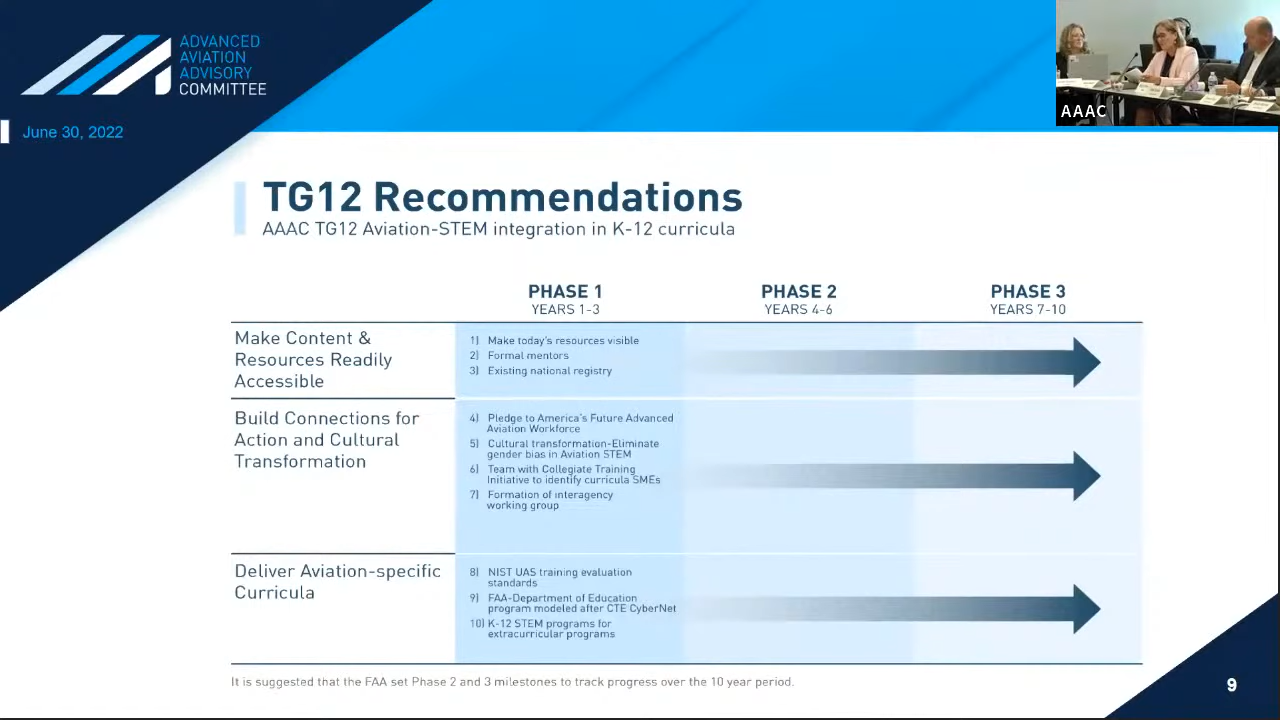 ADVANCED
AVIATION
ADVISORY
COMMITTEE
June 30, 2022
AAAC
TG12 Recommendations
AAAC TG12 Aviation-STEM integration in K-12 curricula
PHASE 1
YEARS 1-3
PHASE 2
YEARS 4-6
PHASE 3
YEARS 7-10
Make Content &
Resources Readily
Accessible
1) Make today's resources visible
2) Formal mentors
3) Existing national registry
Build Connections for
Action and Cultural
Transformation
4) Pledge to America's Future Advanced
Aviation Workforce
5) Cultural transformation-Eliminate
gender bias in Aviation STEM
6) Team with Collegiate Training
Initiative to identify curricula SMEs
7) Formation of interagency
working group
Deliver Aviation-specific
Curricula
8) NIST UAS training evaluation
standards
9) FAA-Department of Education
program modeled after CTE CyberNet
10) K-12 STEM programs for
extracurricular programs
It is suggested that the FAA set Phase 2 and 3 milestones to track progress over the 10 year period.
9